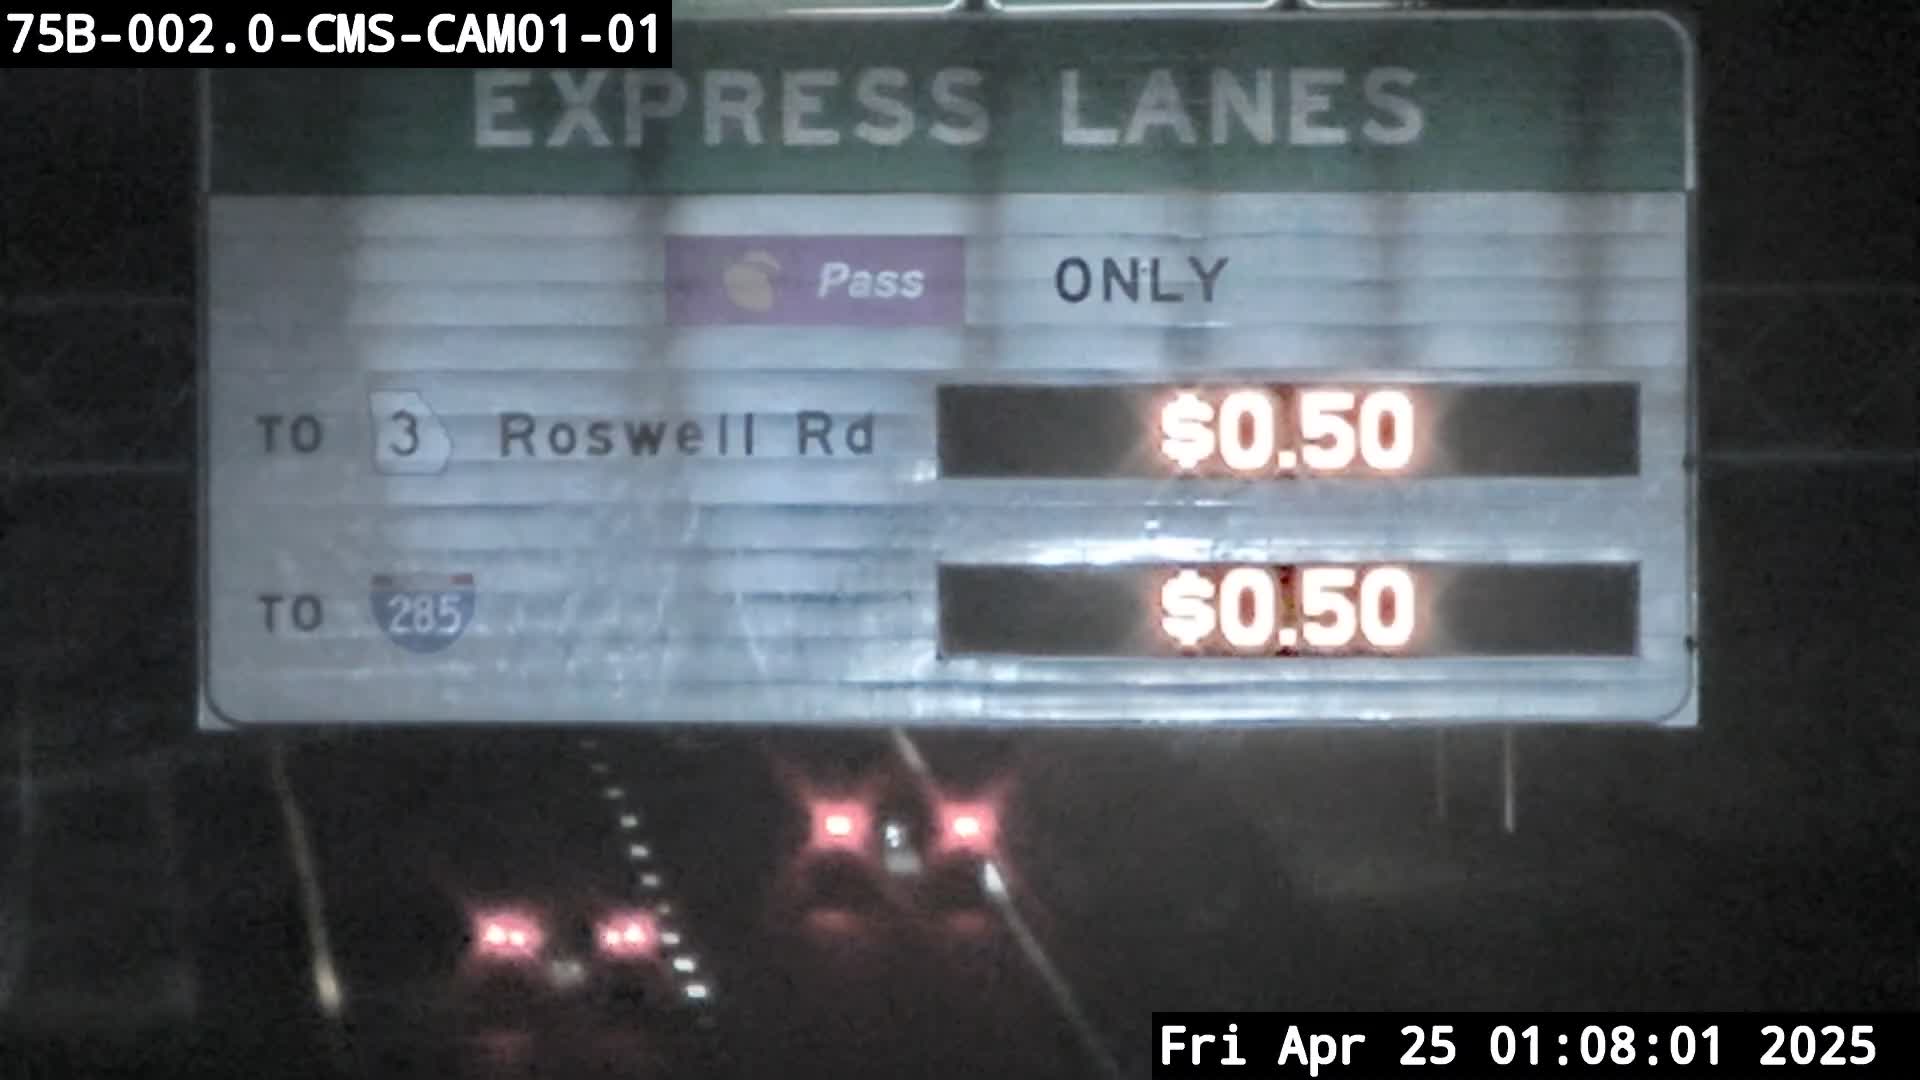 75B-002.0-CMS-CAM01-01
EXPRESS LANES
Pass ONLY
TO 3 Roswell Rd $0.50
TO 285 $0.50
Fri Apr 25 01:08:01 2025